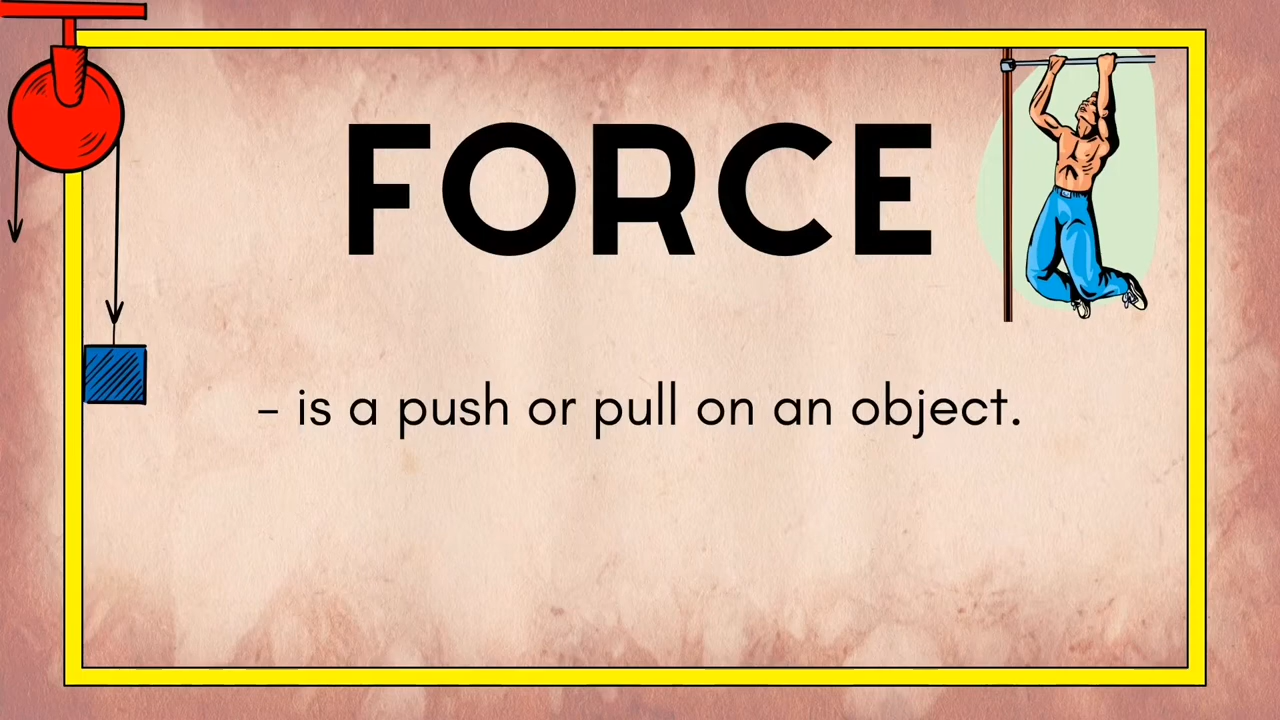 FORCE
– is a push or pull on an object.